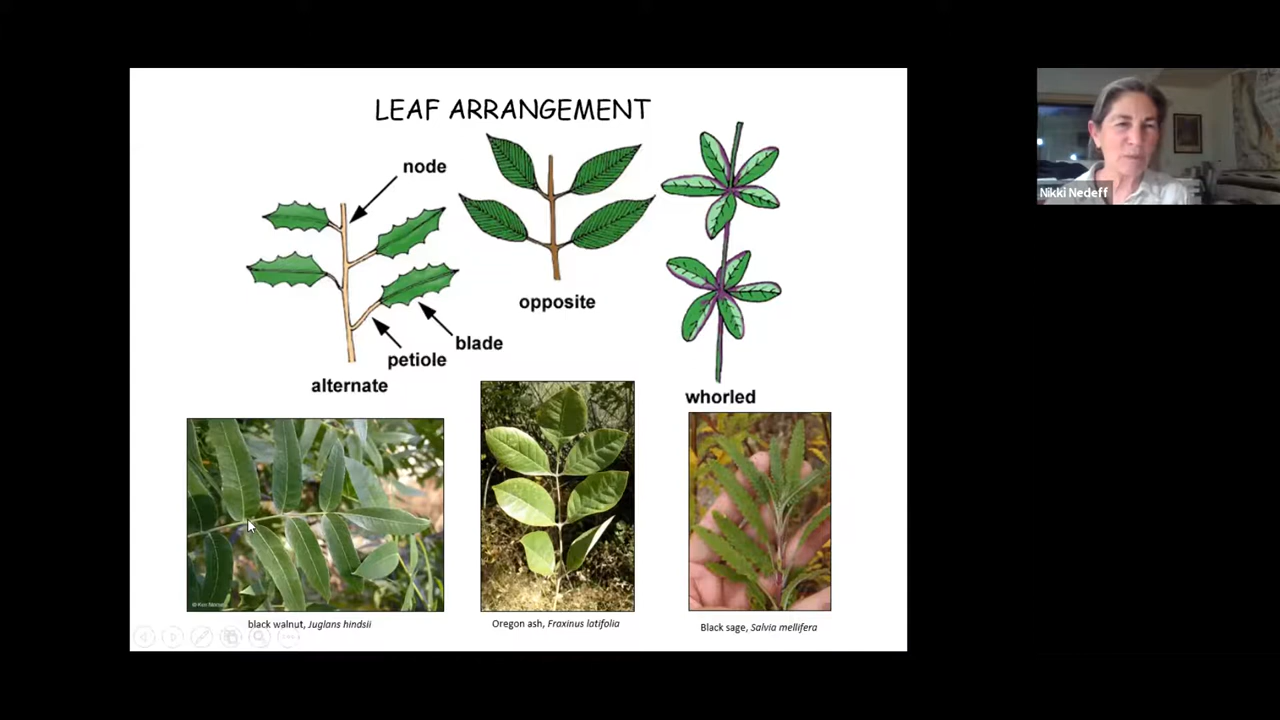 LEAF ARRANGEMENT
node
opposite
blade
petiole
alternate
whorled
black walnut, Juglans hindsii
Oregon ash, Fraxinus latifolia
Black sage, Salvia mellifera
Nikki Nedeff